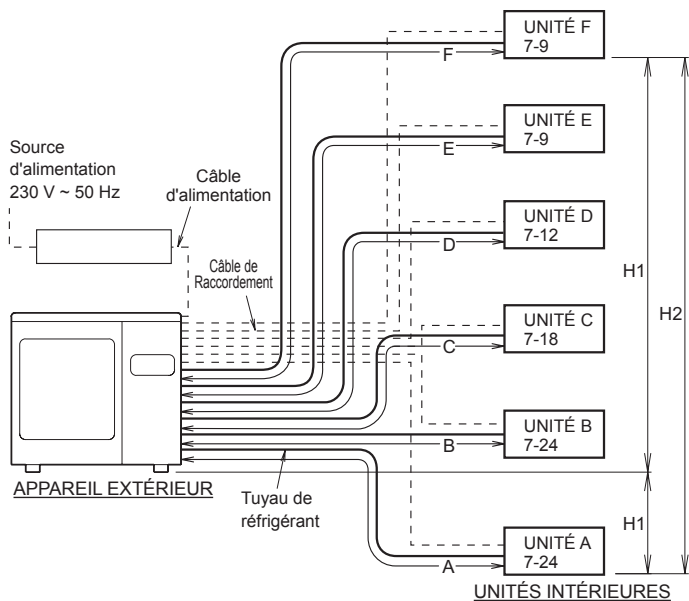 UNITÉ F
7-9
F
UNITÉ E
7-9
E
Source
d'alimentation
230 V ~ 50 Hz
Câble
d'alimentation
UNITÉ D
7-12
D
Câble de
Raccordement
H1
H2
UNITÉ C
7-18
C
UNITÉ B
7-24
B
APPAREIL EXTÉRIEUR
Tuyau de
réfrigérant
H1
UNITÉ A
7-24
A
UNITÉS INTÉRIEURES